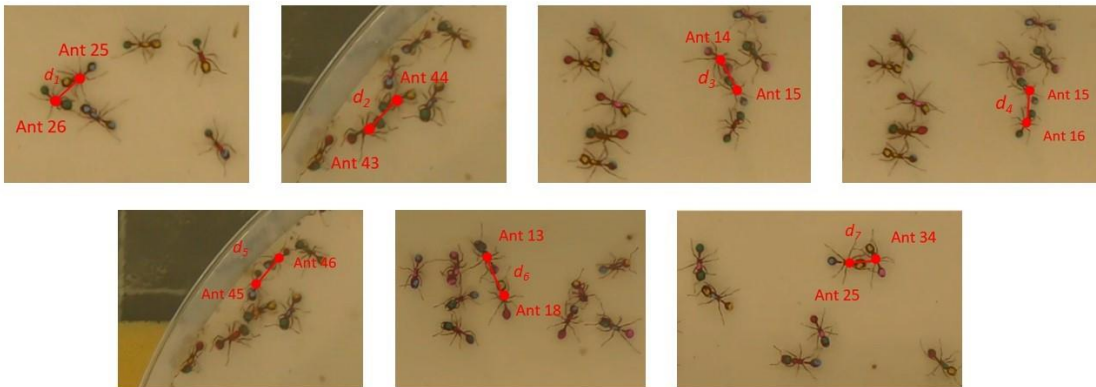 Ant 25
d1
Ant 26
Ant 44
d2
Ant 43
Ant 14
d3
Ant 15
Ant 15
d4
Ant 16
d5
Ant 46
Ant 45
Ant 13
d6
Ant 18
d7
Ant 34
Ant 25